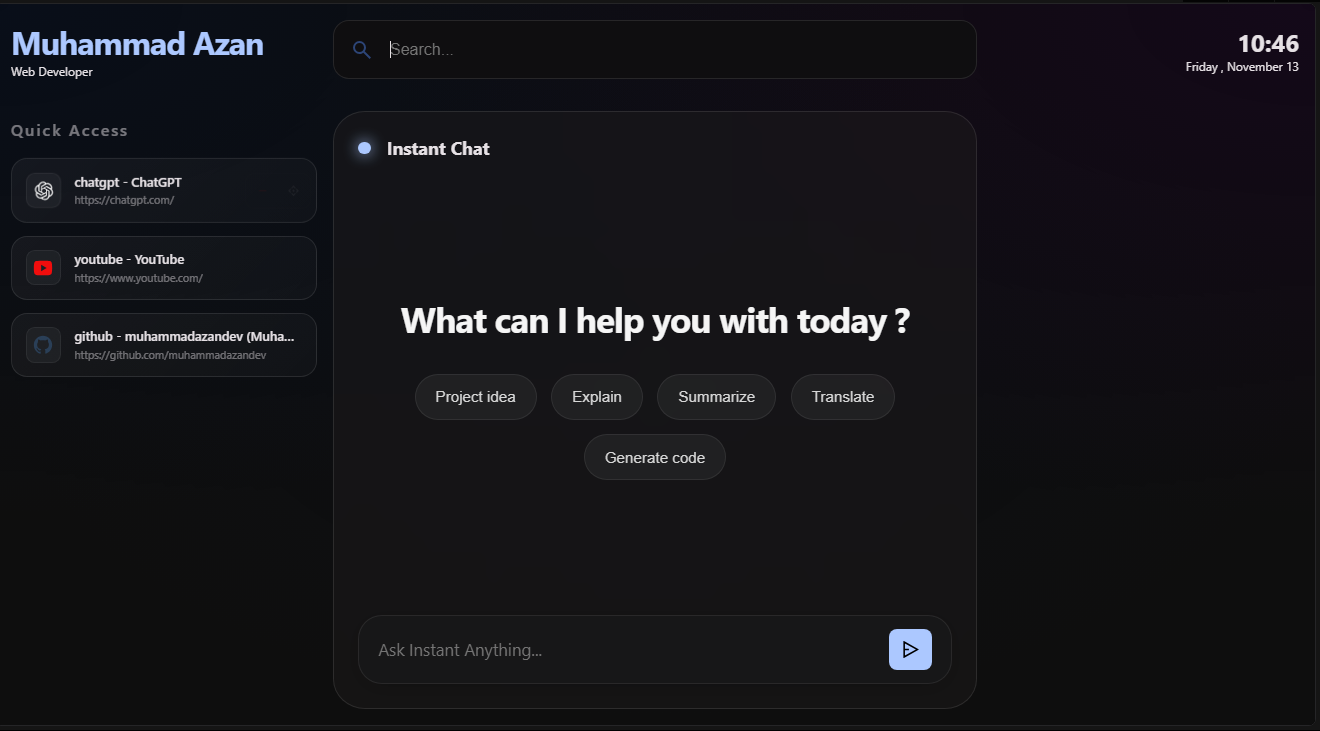 Muhammad Azan
Web Developer
Search...
10:46
Friday , November 13
Quick Access
chatgpt - ChatGPT
https://chatgpt.com/
youtube - YouTube
https://www.youtube.com/
github - muhammadazandev (Muha...
https://github.com/muhammadazandev
Instant Chat
What can I help you with today ?
Project idea
Explain
Summarize
Translate
Generate code
Ask Instant Anything...